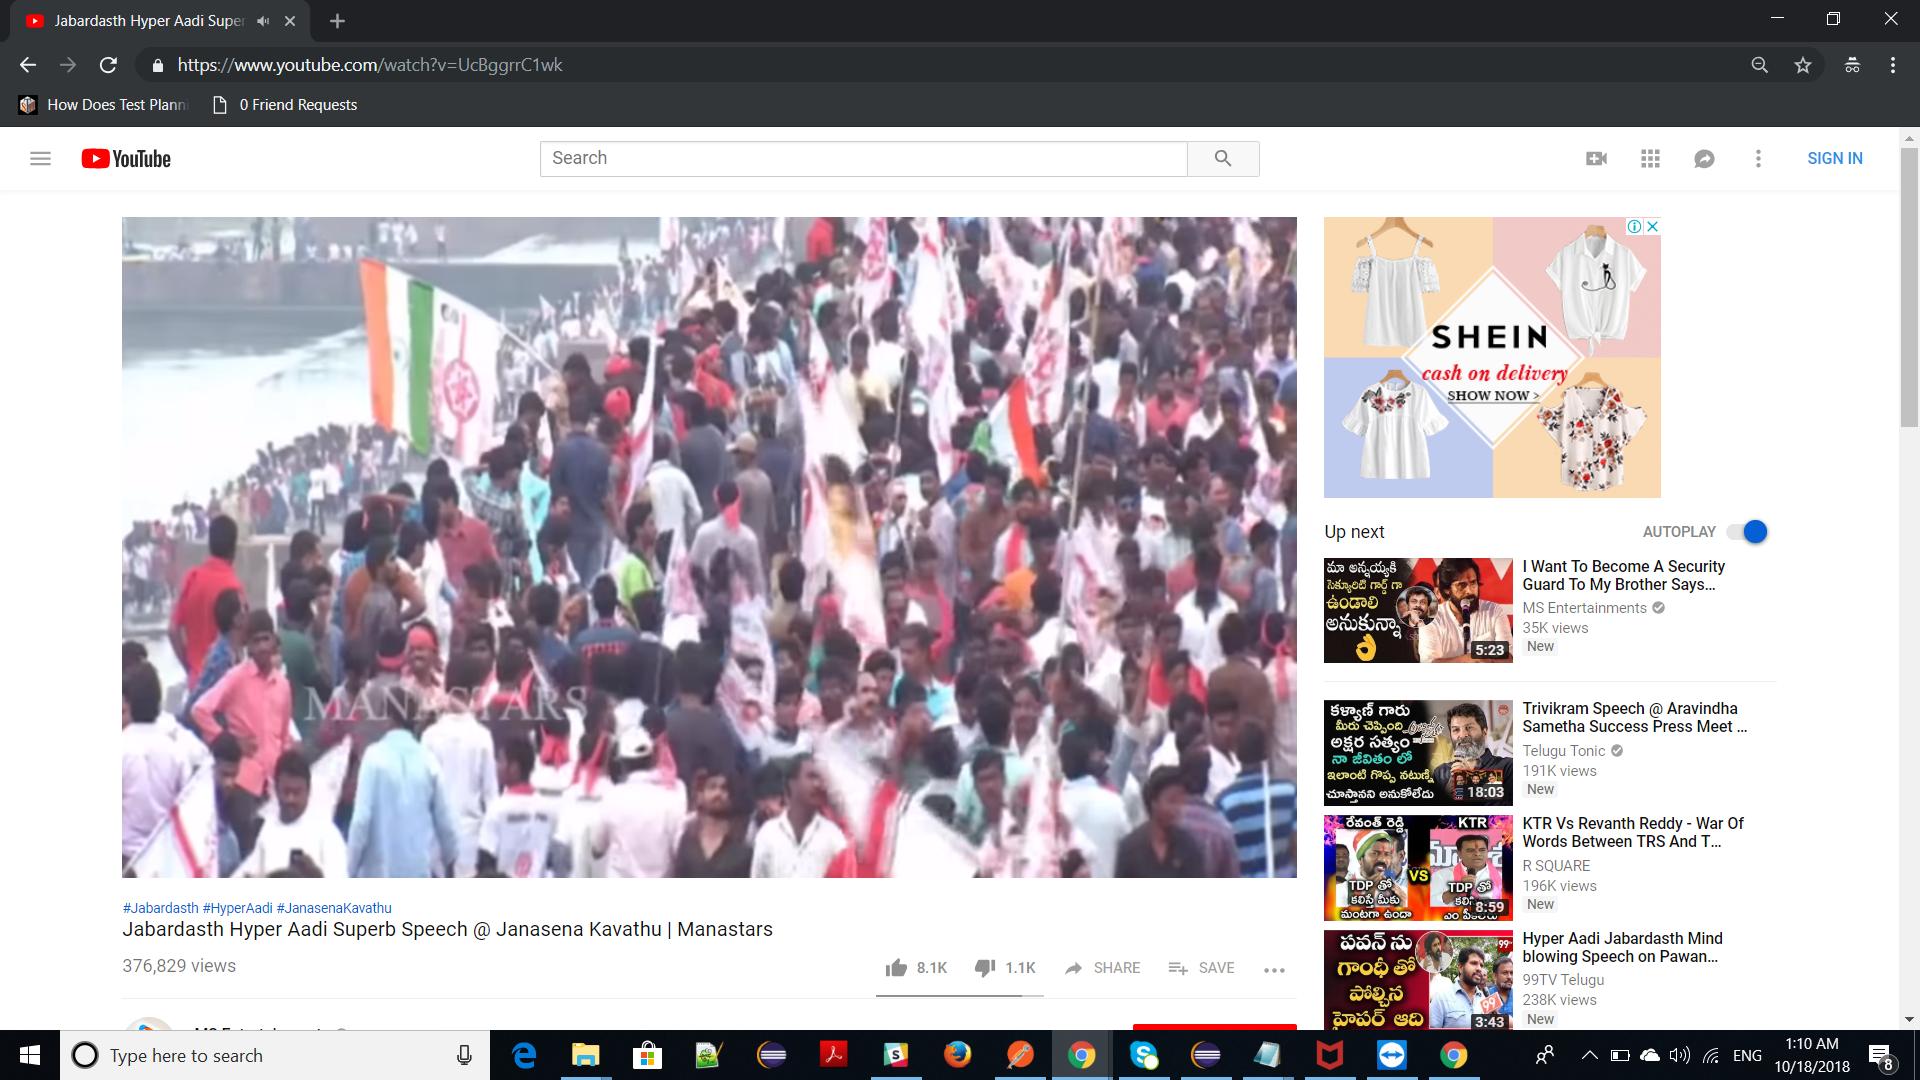 Jabardasth Hyper Aadi Super
https://www.youtube.com/watch?v=UcBggrrC1wk
How Does Test Planni
0 Friend Requests
YouTube
Search
SIGN IN
MANASTARS
SHEIN
cash on delivery
SHOW NOW >
Up next
AUTOPLAY
మా అన్నయ్యకి
సెక్యూరిటీ గార్డ్ గా
ఉండాలి
అనుకున్నా
5:23
I Want To Become A Security
Guard To My Brother Says...
MS Entertainments
35K views
New
కళ్యాణ్ గారు
మీరు చెప్పింది
అక్షర సత్యం
నా జీవితం లో
ఇలాంటి గొప్ప నటుణ్ని
చూస్తానని అనుకోలేదు
18:03
Trivikram Speech @ Aravindha
Sametha Success Press Meet ...
Telugu Tonic
191K views
New
రేవంత్ రెడ్డి
KTR
VS
TDP తో
కలిస్తే మీకు
మంటగా ఉందా
TDP తో
8:59
KTR Vs Revanth Reddy - War Of
Words Between TRS And T...
R SQUARE
196K views
New
పవన్ ను
గాంధీ తో
పోల్చిన
హైపర్ ఆది
99
3:43
Hyper Aadi Jabardasth Mind
blowing Speech on Pawan...
99TV Telugu
238K views
New
#Jabardasth #HyperAadi #JanasenaKavathu
Jabardasth Hyper Aadi Superb Speech @ Janasena Kavathu | Manastars
376,829 views
8.1K
1.1K
SHARE
SAVE
Type here to search
ENG
1:10 AM
10/18/2018
8